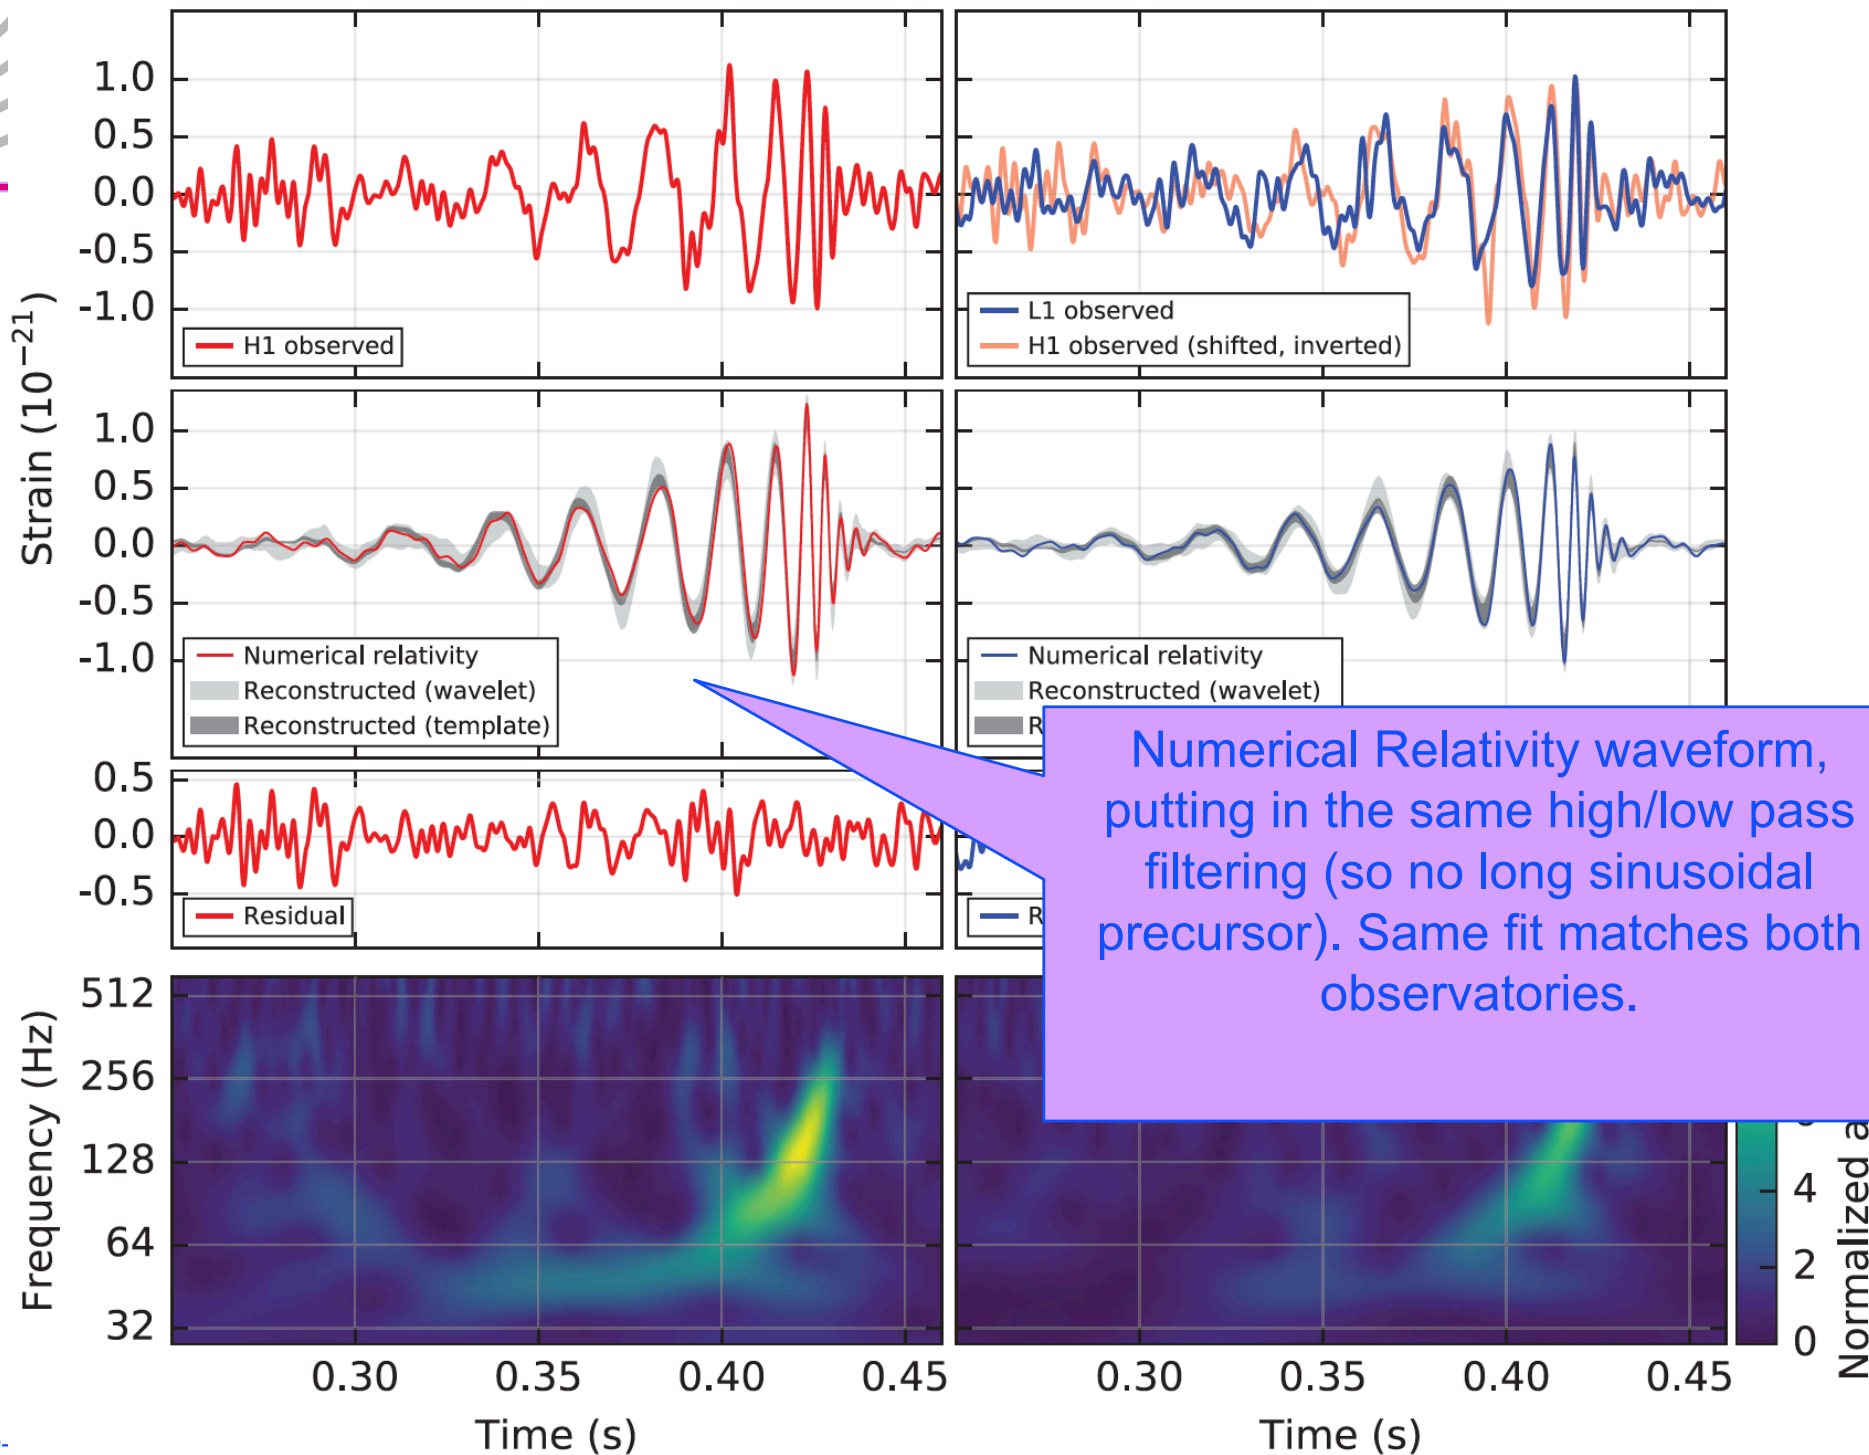 Strain (10⁻²¹)
1.0
0.5
0.0
-0.5
-1.0
H1 observed
L1 observed
H1 observed (shifted, inverted)
1.0
0.5
0.0
-0.5
-1.0
Numerical relativity
Reconstructed (wavelet)
Reconstructed (template)
Numerical relativity
Reconstructed (wavelet)
R
0.5
0.0
-0.5
Residual
R
Numerical Relativity waveform,
putting in the same high/low pass
filtering (so no long sinusoidal
precursor). Same fit matches both
observatories.
Frequency (Hz)
512
256
128
64
32
0.30 0.35 0.40 0.45
Time (s)
0.30 0.35 0.40 0.45
Time (s)
4
2
0
Normalized a